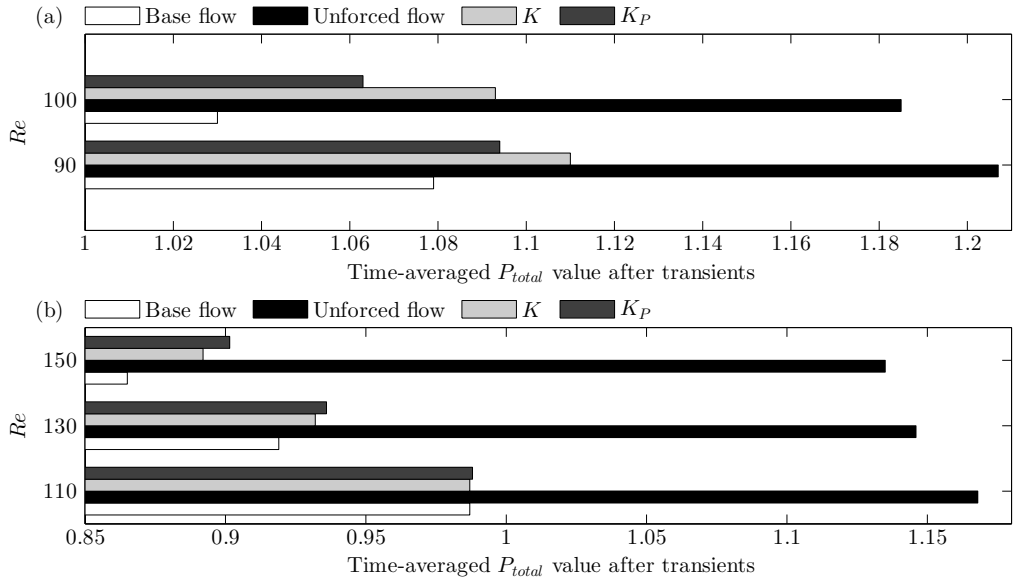 (a) Base flow Unforced flow K K_P
Re
100
90
1 1.02 1.04 1.06 1.08 1.1 1.12 1.14 1.16 1.18 1.2
Time-averaged P_total value after transients
(b) Base flow Unforced flow K K_P
Re
150
130
110
0.85 0.9 0.95 1 1.05 1.1 1.15
Time-averaged P_total value after transients